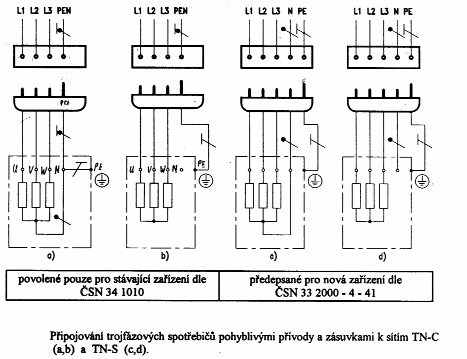 L1 L2 L3 PEN
L1 L2 L3 PEN
L1 L2 L3 N PE
L1 L2 L3 N PE
U V W N PE
U V W N PE
a)
b)
c)
d)
povolené pouze pro stávající zařízení dle
ČSN 34 1010
předepsané pro nová zařízení dle
ČSN 33 2000 - 4 - 41
Připojování trojfázových spotřebičů pohyblivými přívody a zásuvkami k sítím TN-C
(a,b) a TN-S (c,d).